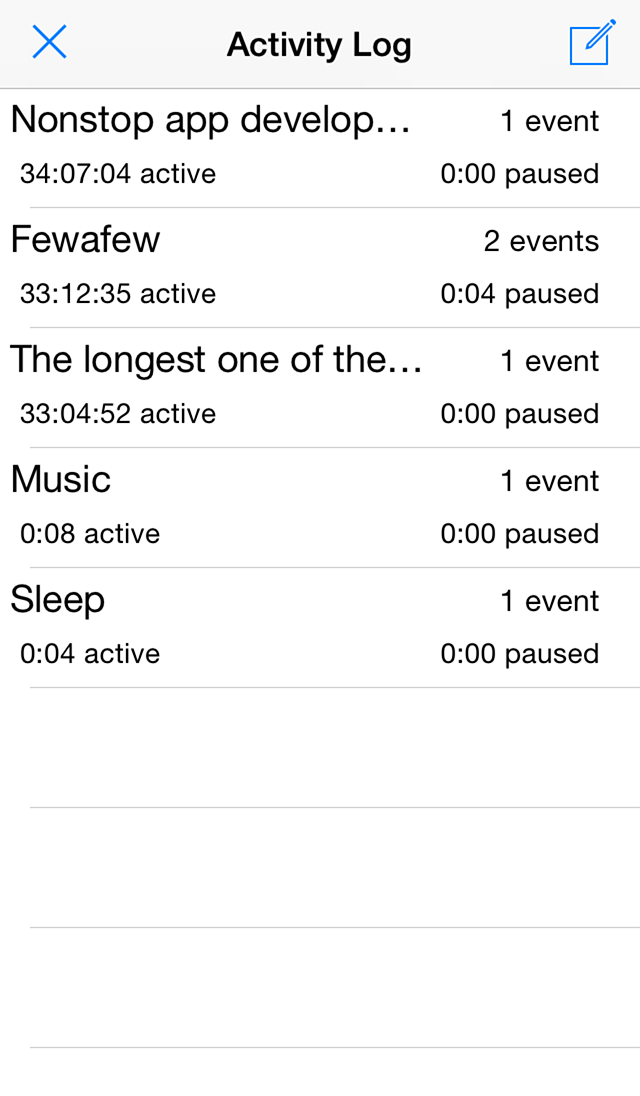 Activity Log
Nonstop app develop... 1 event
34:07:04 active 0:00 paused
Fewafew 2 events
33:12:35 active 0:04 paused
The longest one of the... 1 event
33:04:52 active 0:00 paused
Music 1 event
0:08 active 0:00 paused
Sleep 1 event
0:04 active 0:00 paused